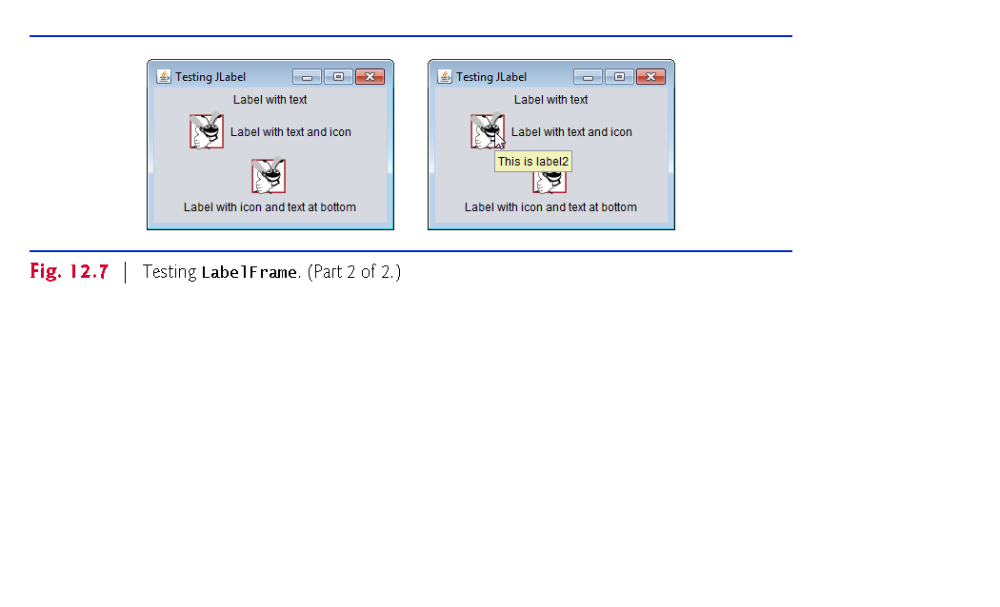 Testing JLabel
Label with text
Label with text and icon
Label with icon and text at bottom
Testing JLabel
Label with text
Label with text and icon
This is label2
Label with icon and text at bottom
Fig. 12.7 | Testing LabelFrame. (Part 2 of 2.)